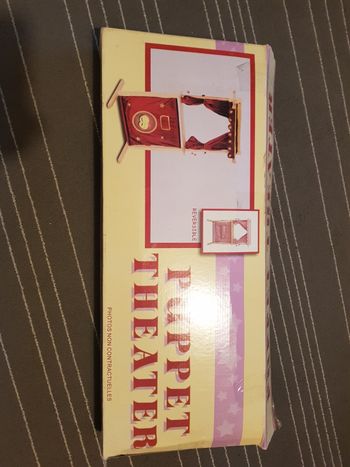 REVERSIBLE
PUPPET
THEATER
PHOTOS NON CONTRACTUELLES